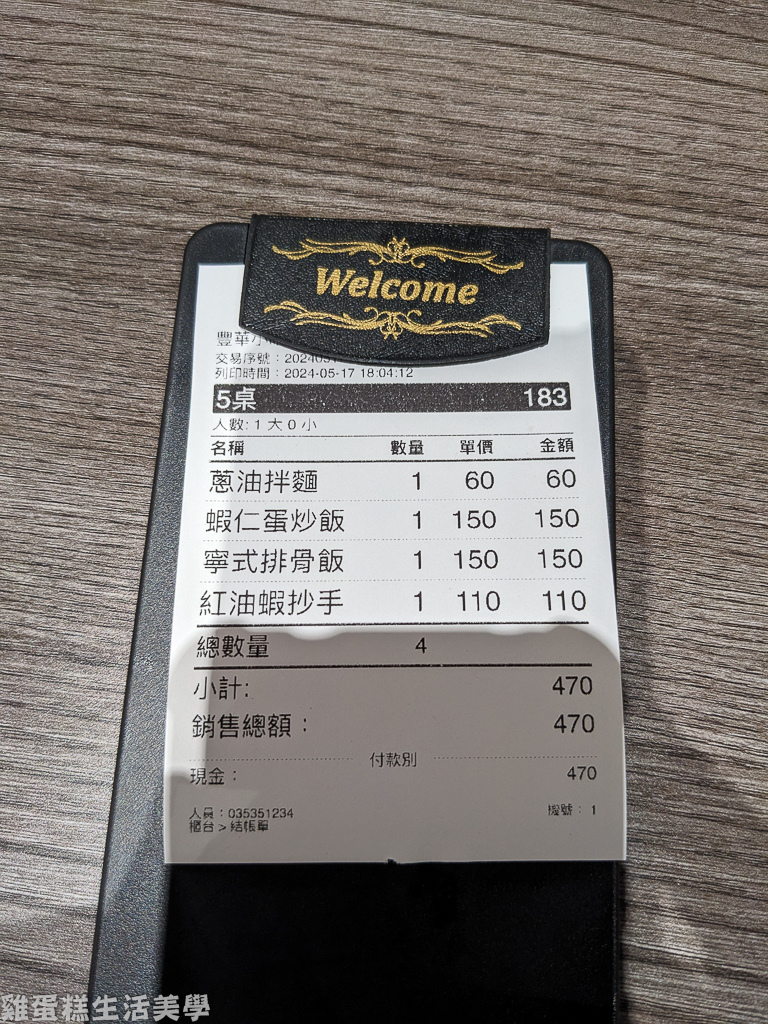 Welcome
豐華小
交易序號：202405
列印時間：2024-05-17 18:04:12
5桌 183
人數: 1 大 0 小
名稱 數量 單價 金額
蔥油拌麵 1 60 60
蝦仁蛋炒飯 1 150 150
寧式排骨飯 1 150 150
紅油蝦抄手 1 110 110
總數量 4
小計: 470
銷售總額： 470
付款別
現金： 470
人員：035351234 機號： 1
櫃台 > 結帳單
雞蛋糕生活美學